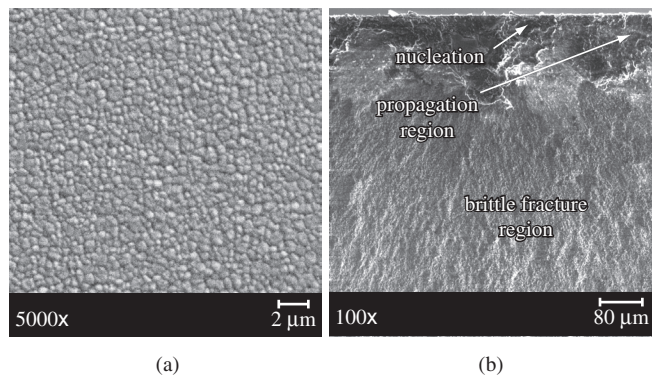 5000x
2 μm
(a)
nucleation
propagation
region
brittle fracture
region
100x
80 μm
(b)